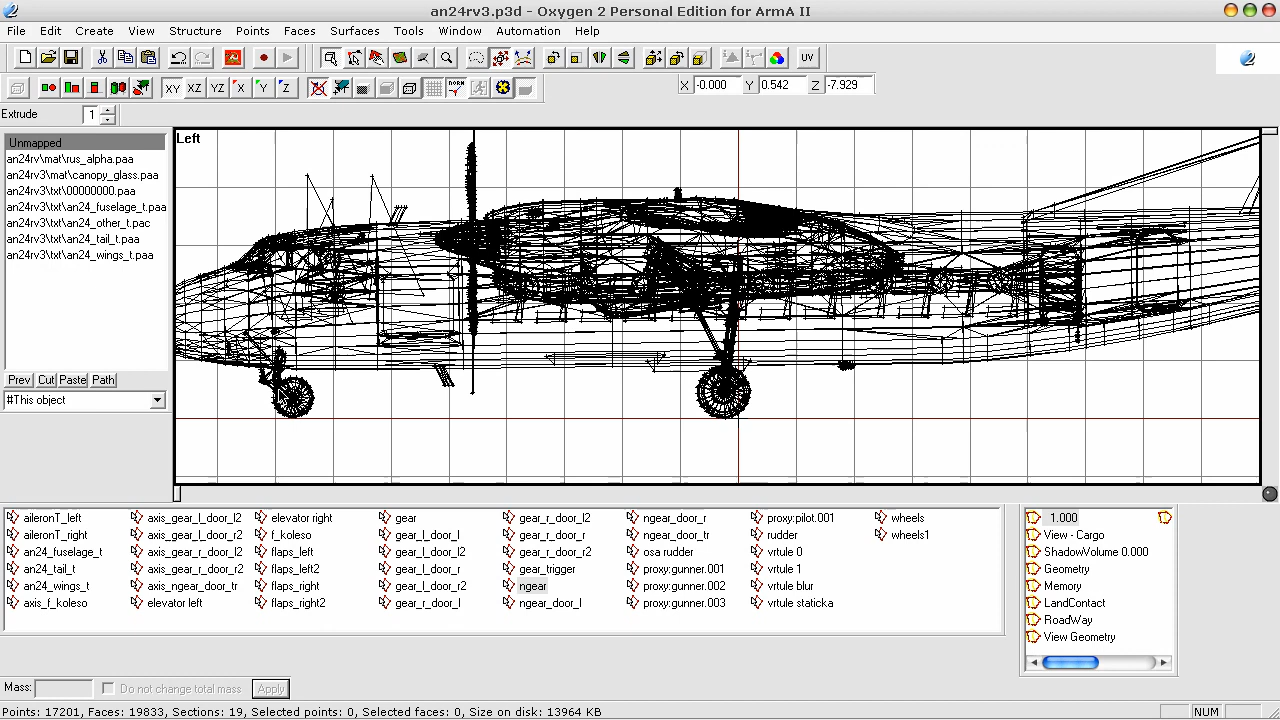 an24rv3.p3d - Oxygen 2 Personal Edition for ArmA II
File Edit Create View Structure Points Faces Surfaces Tools Window Automation Help
UV
XY XZ YZ X Y Z NORM X -0.000 Y 0.542 Z -7.929
Extrude 1
Unmapped
an24rv\mat\rus_alpha.paa
an24rv3\mat\canopy_glass.paa
an24rv3\txt\00000000.paa
an24rv3\txt\an24_fuselage_t.paa
an24rv3\txt\an24_other_t.pac
an24rv3\txt\an24_tail_t.paa
an24rv3\txt\an24_wings_t.paa
Prev Cut Paste Path
#This object
Left
aileronT_left axis_gear_l_door_l2 elevator right gear gear_r_door_l2 ngear_door_r proxy:pilot.001 wheels
aileronT_right axis_gear_l_door_r2 f_koleso gear_l_door_l gear_r_door_r ngear_door_tr rudder wheels1
an24_fuselage_t axis_gear_r_door_l2 flaps_left gear_l_door_l2 gear_r_door_r2 osa rudder vrtule 0
an24_tail_t axis_gear_r_door_r2 flaps_left2 gear_l_door_r gear_trigger proxy:gunner.001 vrtule 1
an24_wings_t axis_ngear_door_tr flaps_right gear_l_door_r2 ngear proxy:gunner.002 vrtule blur
axis_f_koleso elevator left flaps_right2 gear_r_door_l ngear_door_l proxy:gunner.003 vrtule staticka
1.000
View - Cargo
ShadowVolume 0.000
Geometry
Memory
LandContact
RoadWay
View Geometry
Mass: Do not change total mass Apply
Points: 17201, Faces: 19833, Sections: 19, Selected points: 0, Selected faces: 0, Size on disk: 13964 KB NUM